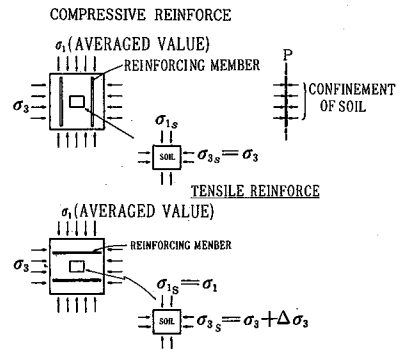 COMPRESSIVE REINFORCE
σ₁(AVERAGED VALUE)
REINFORCING MEMBER
σ₃
P
CONFINEMENT
OF SOIL
σ₁ₛ
SOIL
σ₃ₛ=σ₃
TENSILE REINFORCE
σ₁(AVERAGED VALUE)
REINFORCING MENBER
σ₃
σ₁ₛ=σ₁
SOIL
σ₃ₛ=σ₃+Δσ₃